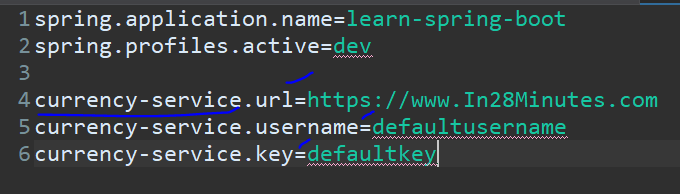 1 spring.application.name=learn-spring-boot
2 spring.profiles.active=dev
3
4 currency-service.url=https://www.In28Minutes.com
5 currency-service.username=defaultusername
6 currency-service.key=defaultkey